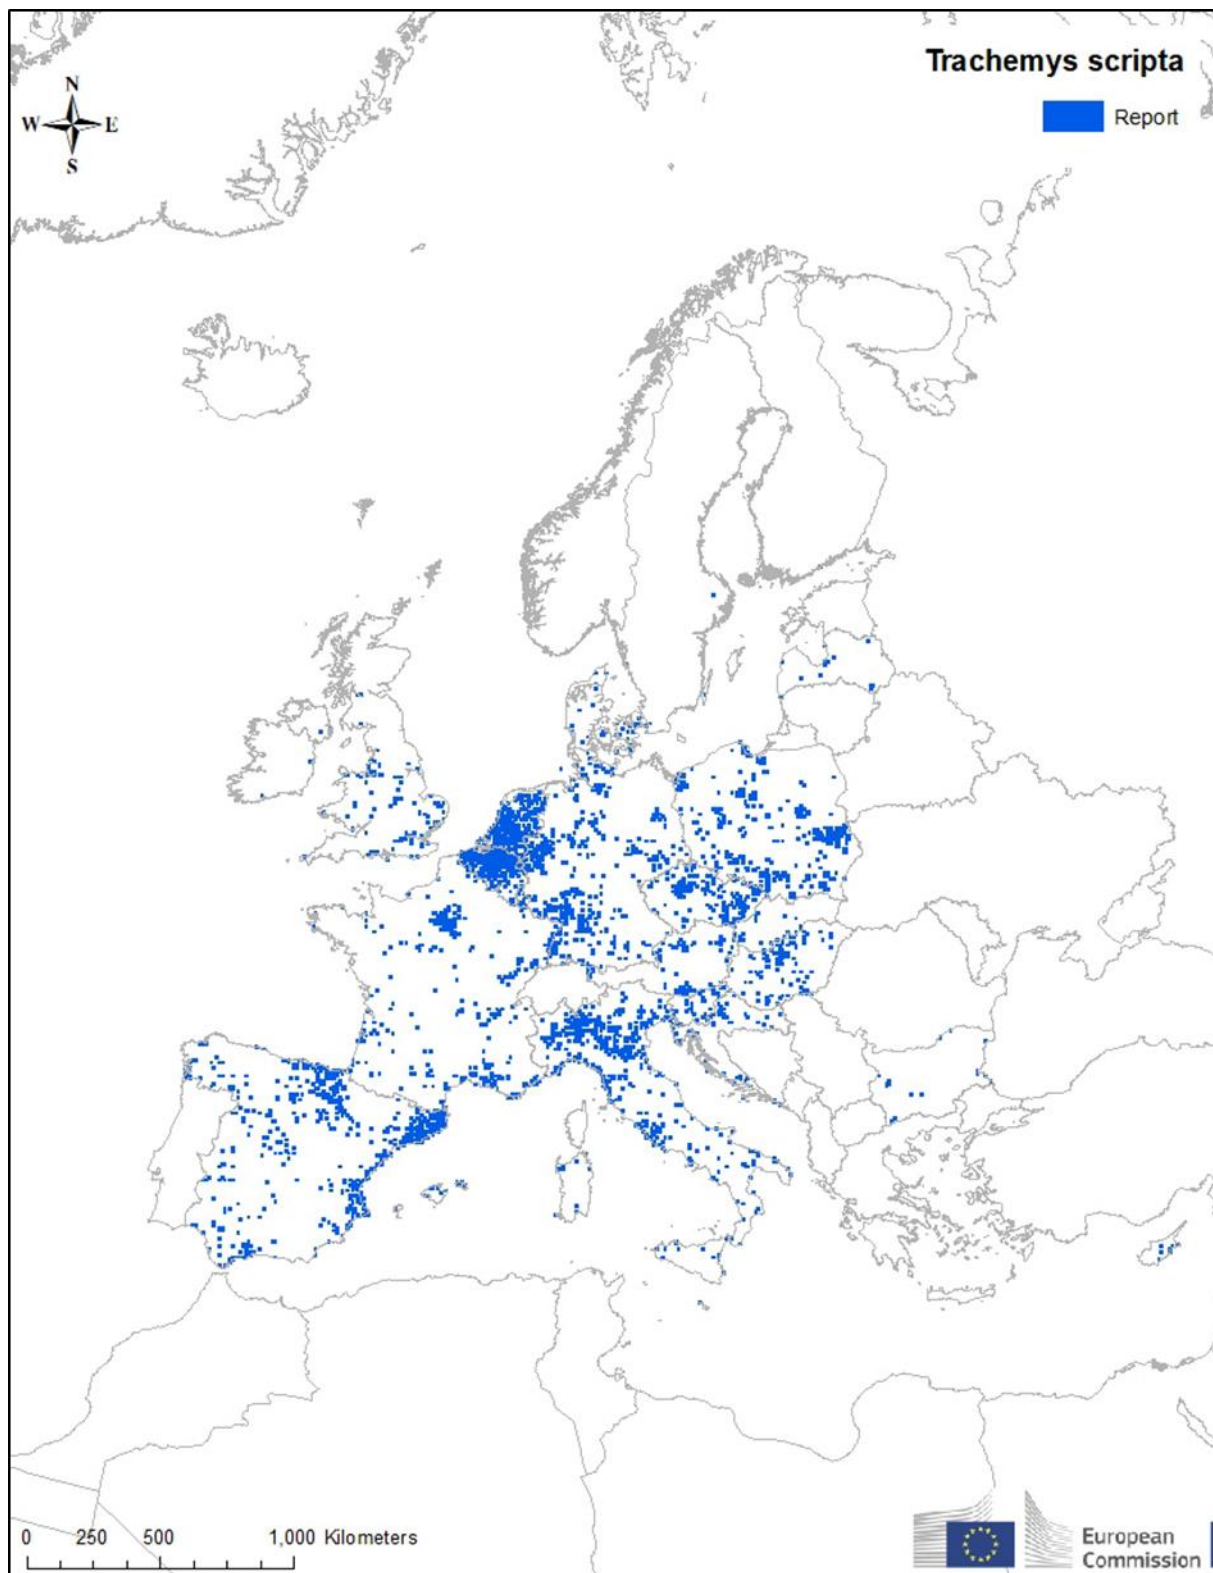 Trachemys scripta
Report
N
W E
S
0 250 500 1,000 Kilometers
European
Commission